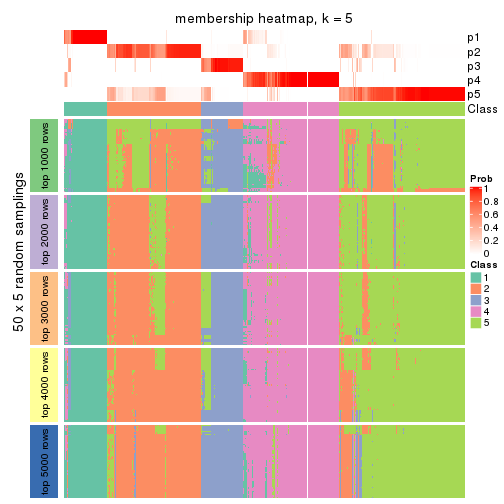 membership heatmap, k = 5
p1
p2
p3
p4
p5
Class
50 x 5 random samplings
top 1000 rows
top 2000 rows
top 3000 rows
top 4000 rows
top 5000 rows
Prob
1
0.8
0.6
0.4
0.2
0
Class
1
2
3
4
5